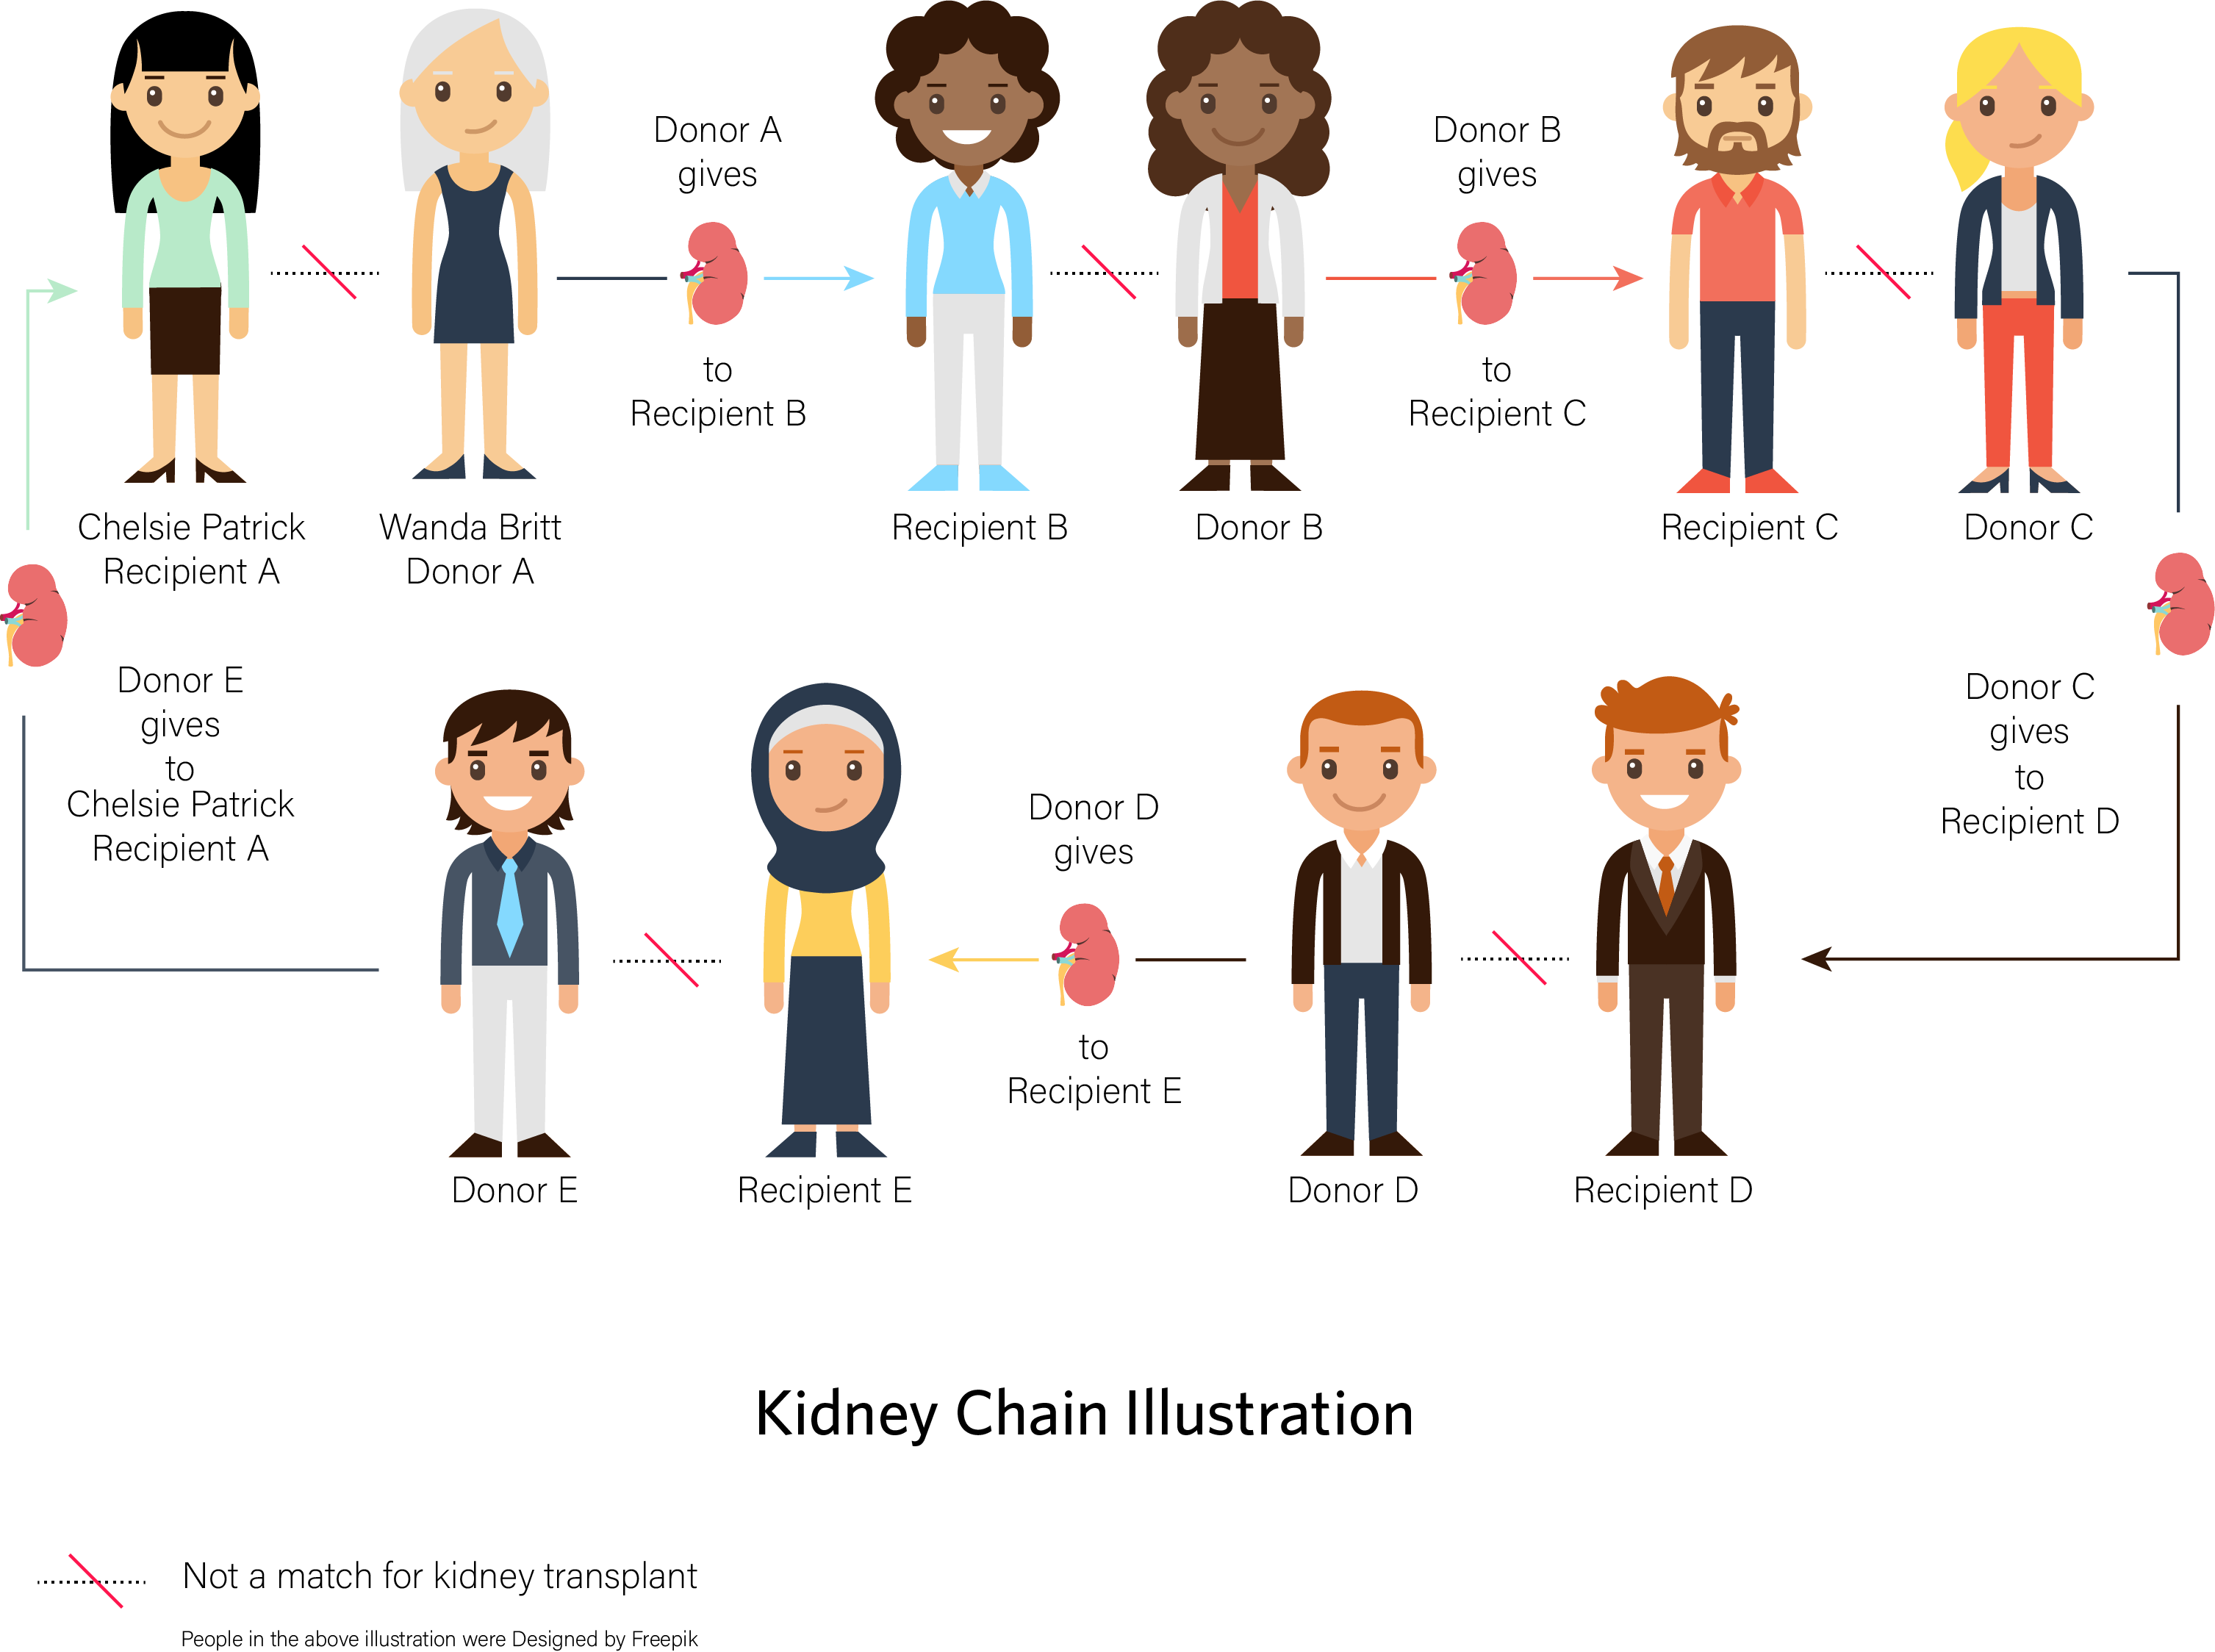 Donor A
gives
to
Recipient B
Donor B
gives
to
Recipient C
Chelsie Patrick
Recipient A
Wanda Britt
Donor A
Recipient B
Donor B
Recipient C
Donor C
Donor E
gives
to
Chelsie Patrick
Recipient A
Donor D
gives
to
Recipient E
Donor C
gives
to
Recipient D
Donor E
Recipient E
Donor D
Recipient D
Kidney Chain Illustration
Not a match for kidney transplant
People in the above illustration were Designed by Freepik